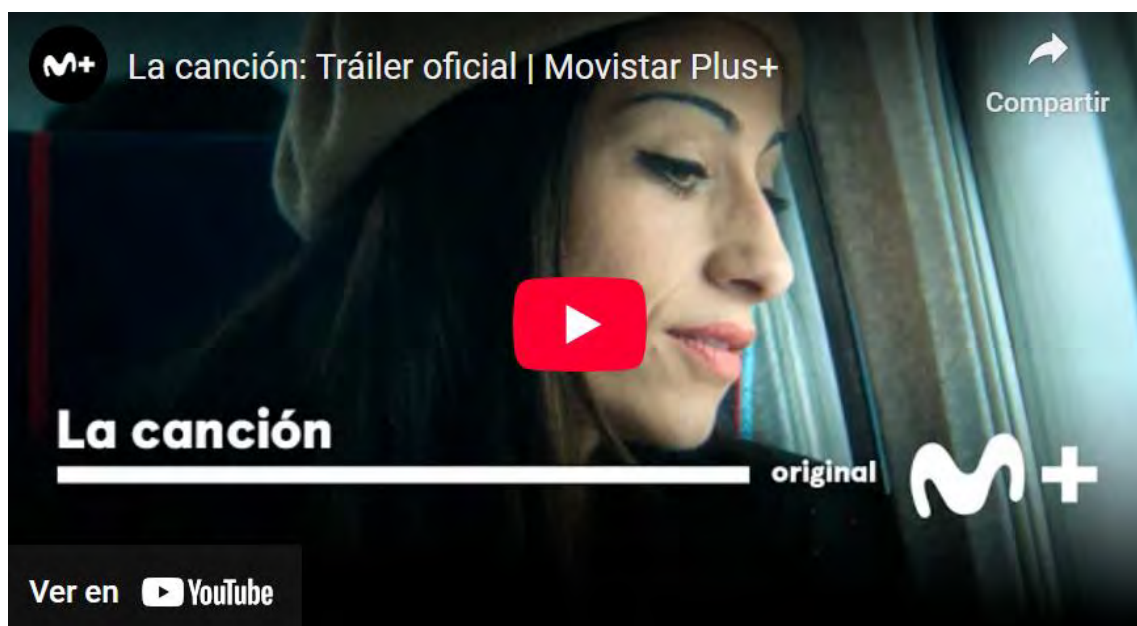 M+ La canción: Tráiler oficial | Movistar Plus+
Compartir
La canción
original M+
Ver en YouTube